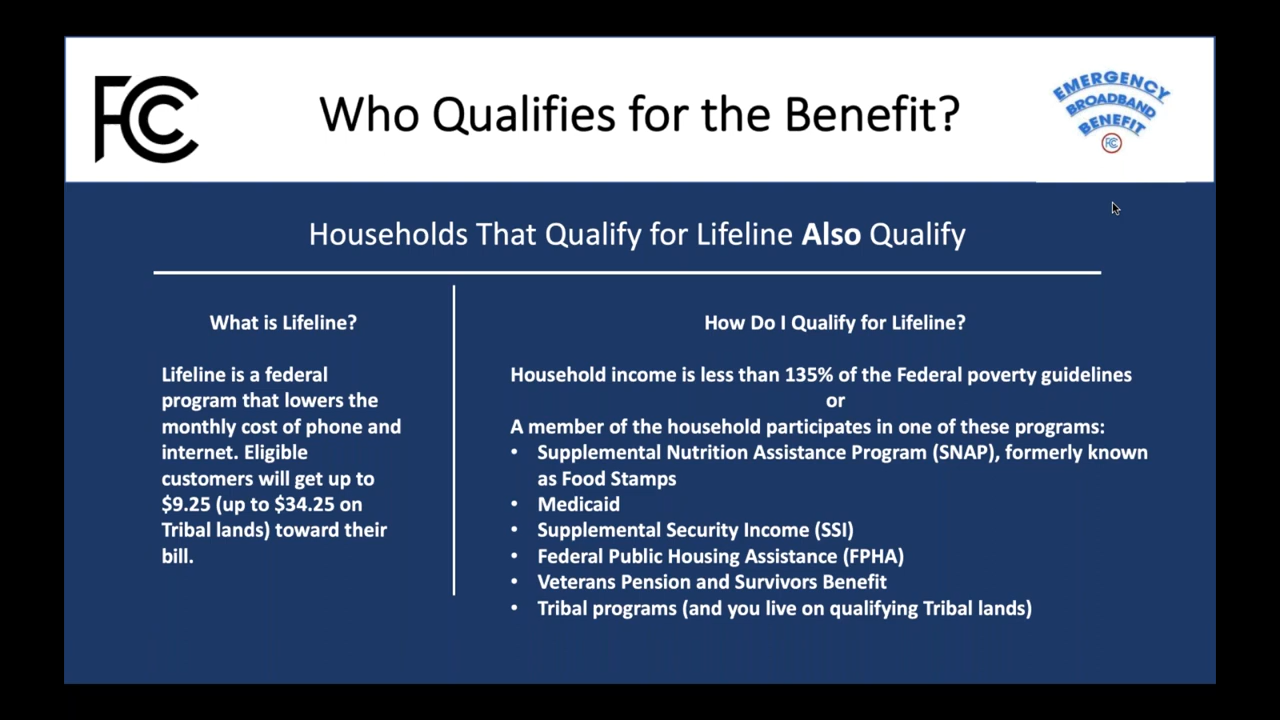 FCC
Who Qualifies for the Benefit?
EMERGENCY
BROADBAND
BENEFIT
FCC
Households That Qualify for Lifeline Also Qualify
What is Lifeline?
Lifeline is a federal
program that lowers the
monthly cost of phone and
internet. Eligible
customers will get up to
$9.25 (up to $34.25 on
Tribal lands) toward their
bill.
How Do I Qualify for Lifeline?
Household income is less than 135% of the Federal poverty guidelines
or
A member of the household participates in one of these programs:
• Supplemental Nutrition Assistance Program (SNAP), formerly known
as Food Stamps
• Medicaid
• Supplemental Security Income (SSI)
• Federal Public Housing Assistance (FPHA)
• Veterans Pension and Survivors Benefit
• Tribal programs (and you live on qualifying Tribal lands)